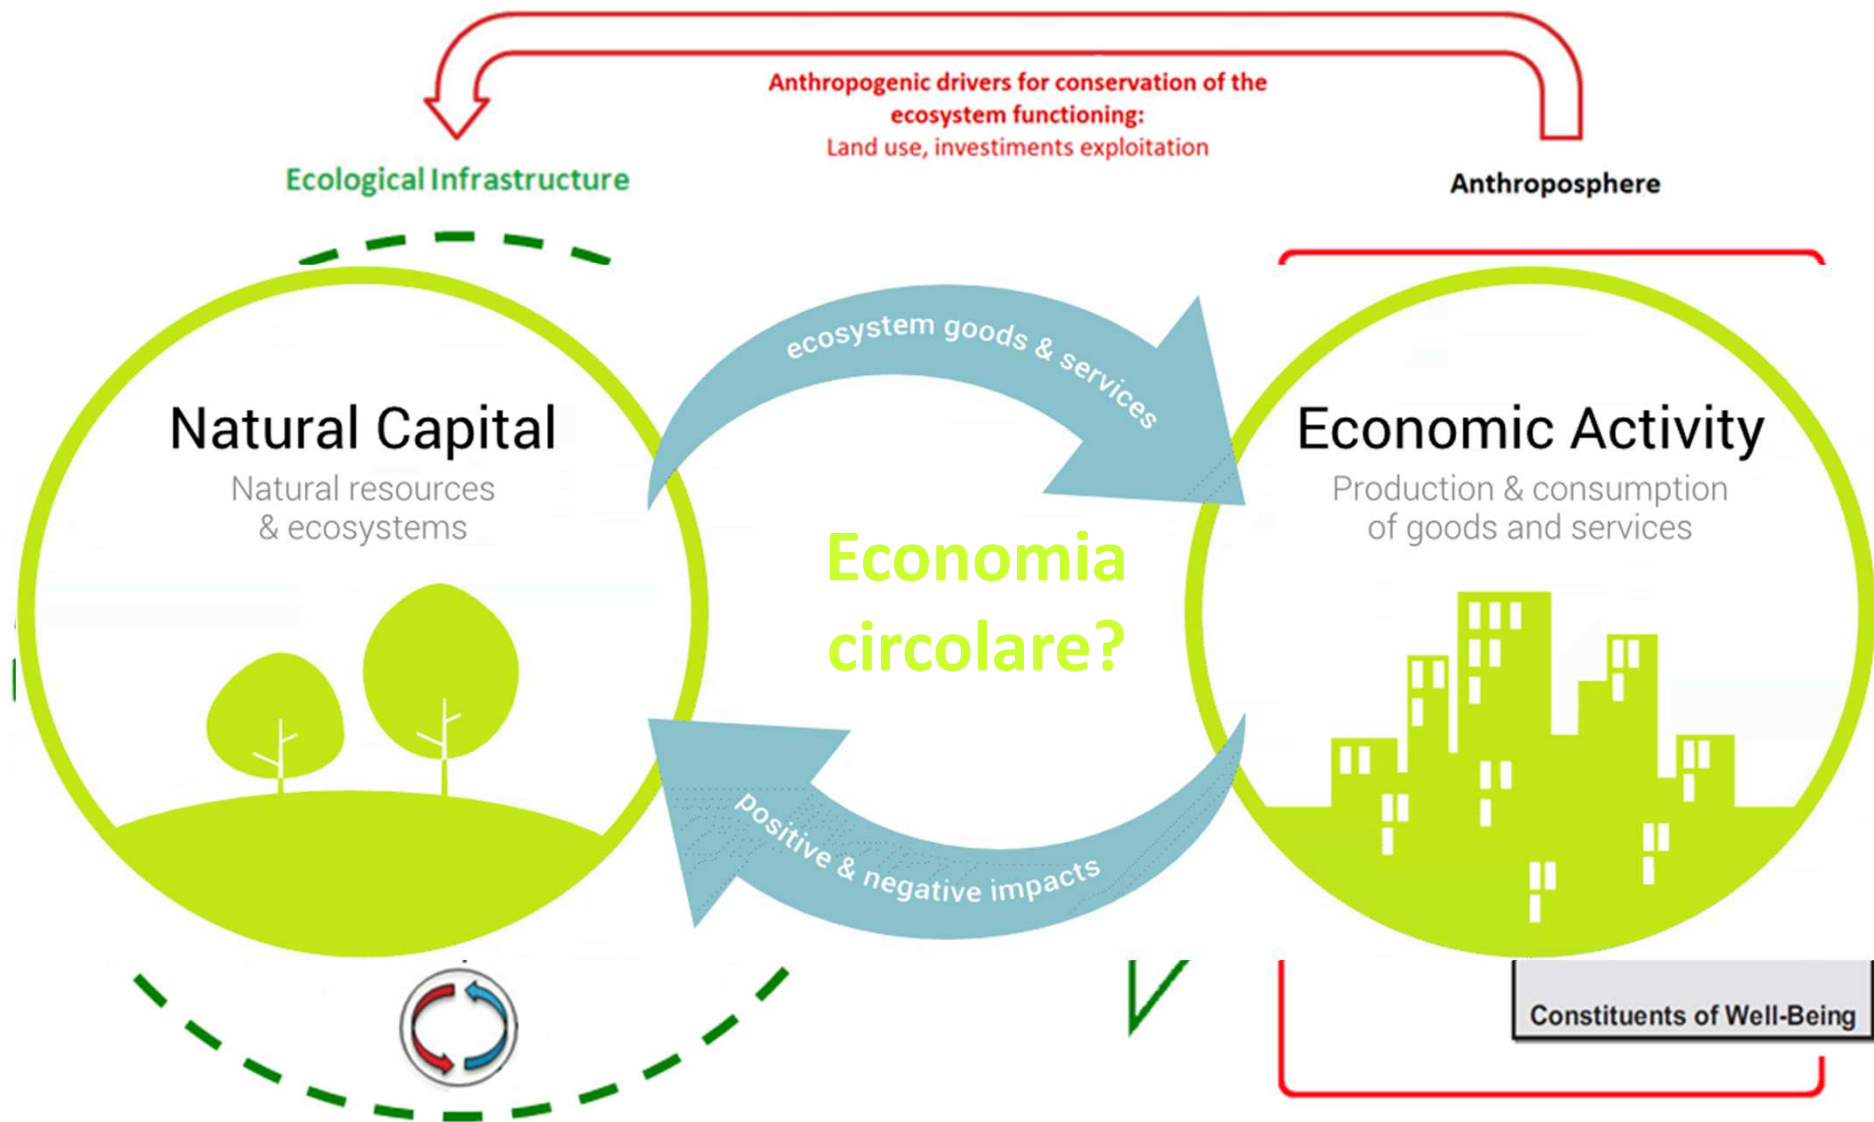 Anthropogenic drivers for conservation of the
ecosystem functioning:
Land use, investiments exploitation
Ecological Infrastructure
Anthroposphere
ecosystem goods & services
Natural Capital
Natural resources
& ecosystems
Economic Activity
Production & consumption
of goods and services
Economia
circolare?
positive & negative impacts
Constituents of Well-Being